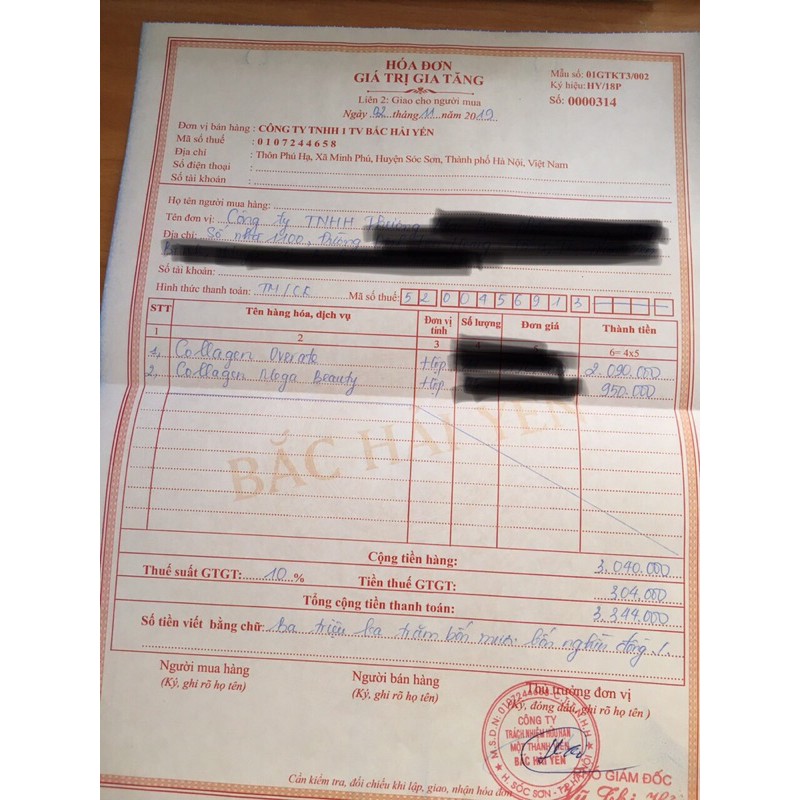 HÓA ĐƠN
GIÁ TRỊ GIA TĂNG
Liên 2: Giao cho người mua
Ngày 02 tháng 11 năm 2019
Mẫu số: 01GTKT3/002
Ký hiệu: HY/18P
Số: 0000314
Đơn vị bán hàng : CÔNG TY TNHH 1 TV BẮC HẢI YẾN
Mã số thuế : 0107244658
Địa chỉ : Thôn Phú Hạ, Xã Minh Phú, Huyện Sóc Sơn, Thành phố Hà Nội, Việt Nam
Số điện thoại :
Số tài khoản :
Họ tên người mua hàng:
Tên đơn vị: Công ty TNHH Thương
Địa chỉ: Số nhà 1400, Đường
Số tài khoản:
Hình thức thanh toán: TM/CK Mã số thuế: 5200456913
STT Tên hàng hóa, dịch vụ Đơn vị tính Số lượng Đơn giá Thành tiền
1 2 3 6= 4x5
1, Collagen Overate Hộp 2.090.000
2, Collagen Mega Beauty Hộp 950.000
BẮC HẢI YẾN
Cộng tiền hàng: 3.040.000
Thuế suất GTGT: 10 % Tiền thuế GTGT: 304.000
Tổng cộng tiền thanh toán: 3.344.000
Số tiền viết bằng chữ: Ba triệu ba trăm bốn mươi bốn nghìn đồng ./.
Người mua hàng Người bán hàng Thủ trưởng đơn vị
(Ký, ghi rõ họ tên) (Ký, ghi rõ họ tên) (Ký, đóng dấu, ghi rõ họ tên )
M.S.D.N: 0107244658
CÔNG TY
TRÁCH NHIỆM HỮU HẠN
MỘT THÀNH VIÊN
BẮC HẢI YẾN
H. SÓC SƠN - TP. HÀ NỘI
PHÓ GIÁM ĐỐC
Vũ Thị
Cần kiểm tra, đối chiếu khi lập, giao, nhận hóa đơn